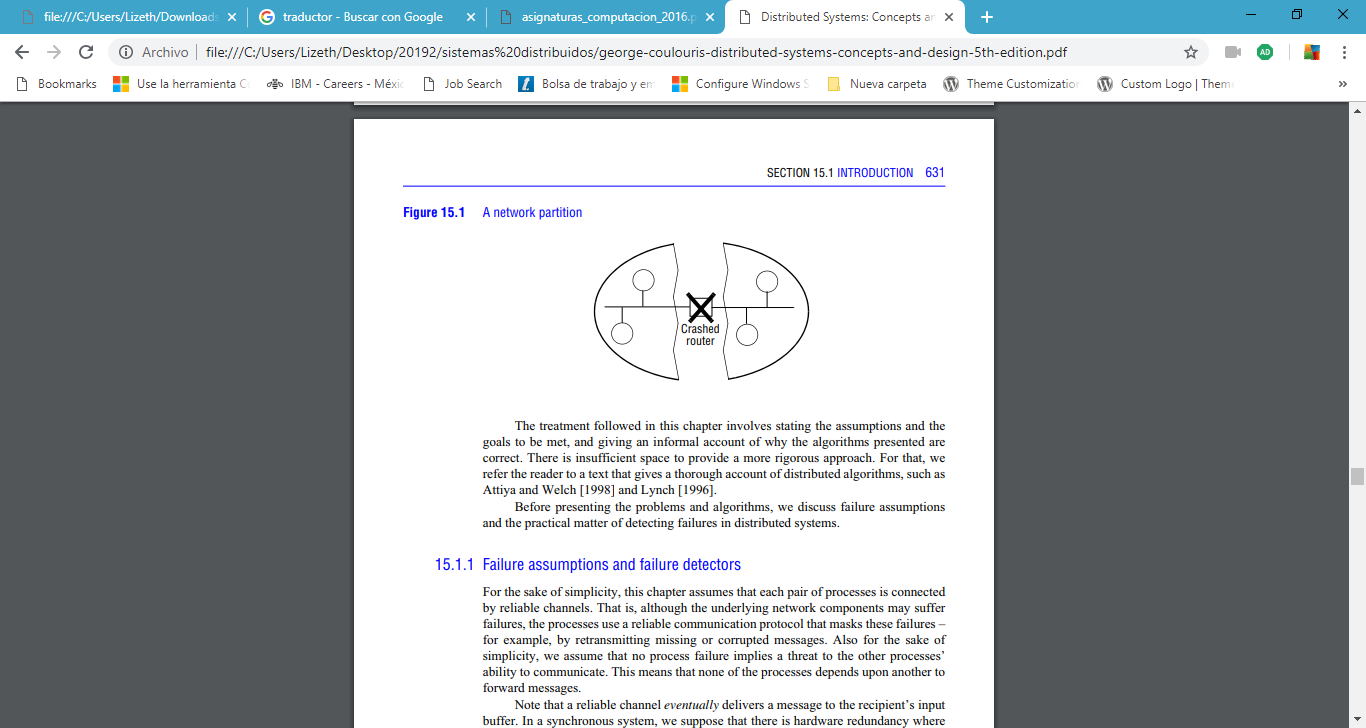 file:///C:/Users/Lizeth/Downloads
traductor - Buscar con Google
asignaturas_computacion_2016.p
Distributed Systems: Concepts an
Archivo
file:///C:/Users/Lizeth/Desktop/20192/sistemas%20distribuidos/george-coulouris-distributed-systems-concepts-and-design-5th-edition.pdf
AD
Bookmarks
Use la herramienta C
IBM - Careers - Méxic
Job Search
Bolsa de trabajo y em
Configure Windows S
Nueva carpeta
Theme Customization
Custom Logo | Them
»
SECTION 15.1 INTRODUCTION 631
Figure 15.1 A network partition
Crashed
router
The treatment followed in this chapter involves stating the assumptions and the
goals to be met, and giving an informal account of why the algorithms presented are
correct. There is insufficient space to provide a more rigorous approach. For that, we
refer the reader to a text that gives a thorough account of distributed algorithms, such as
Attiya and Welch [1998] and Lynch [1996].
Before presenting the problems and algorithms, we discuss failure assumptions
and the practical matter of detecting failures in distributed systems.
15.1.1 Failure assumptions and failure detectors
For the sake of simplicity, this chapter assumes that each pair of processes is connected
by reliable channels. That is, although the underlying network components may suffer
failures, the processes use a reliable communication protocol that masks these failures –
for example, by retransmitting missing or corrupted messages. Also for the sake of
simplicity, we assume that no process failure implies a threat to the other processes’
ability to communicate. This means that none of the processes depends upon another to
forward messages.
Note that a reliable channel eventually delivers a message to the recipient’s input
buffer. In a synchronous system, we suppose that there is hardware redundancy where